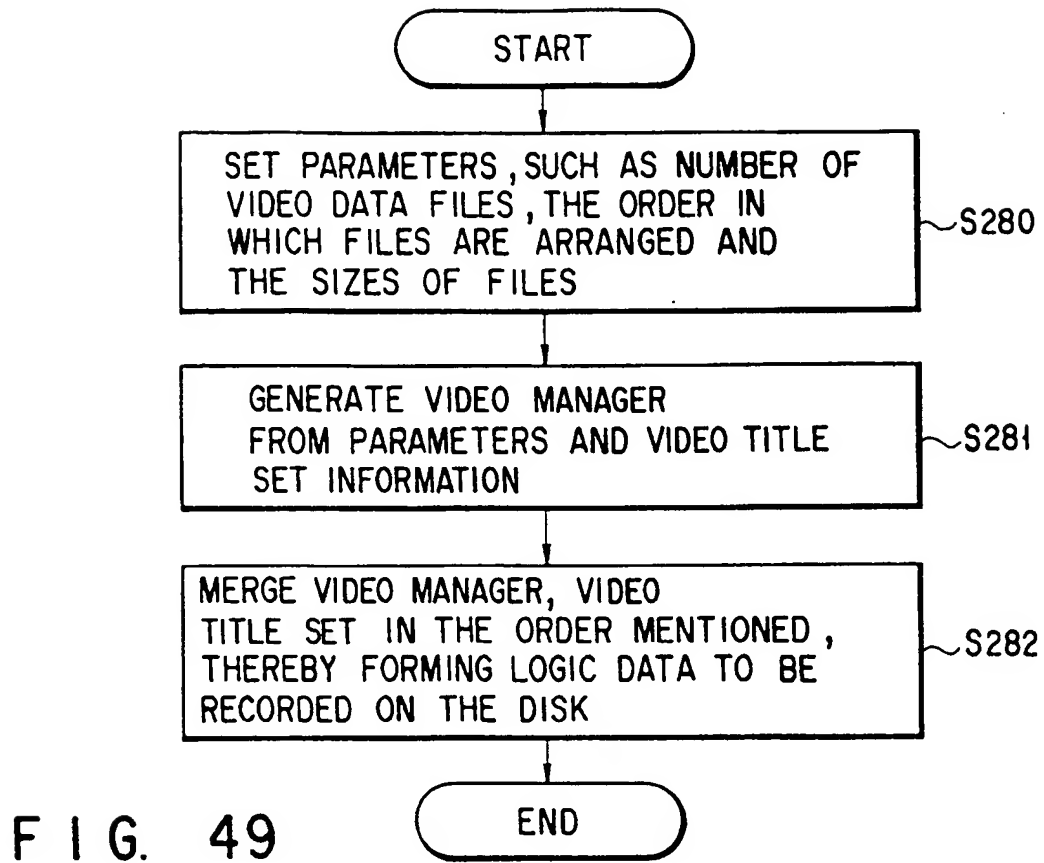 START
SET PARAMETERS, SUCH AS NUMBER OF
VIDEO DATA FILES, THE ORDER IN
WHICH FILES ARE ARRANGED AND
THE SIZES OF FILES
S280
GENERATE VIDEO MANAGER
FROM PARAMETERS AND VIDEO TITLE
SET INFORMATION
S281
MERGE VIDEO MANAGER, VIDEO
TITLE SET IN THE ORDER MENTIONED,
THEREBY FORMING LOGIC DATA TO BE
RECORDED ON THE DISK
S282
END
FIG. 49